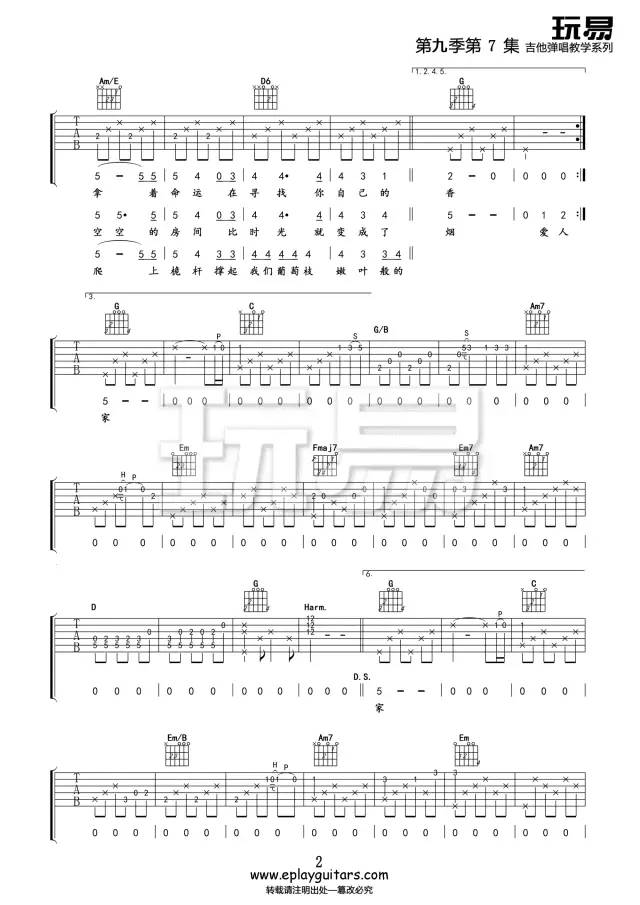 玩易
第九季第 7 集 吉他弹唱教学系列
1.2.4.5.
Am/E D6 G
5 - 5 5 5 4 0 3 4 4· 4 4 3 1 2 - 0 0 0 0
拿 着 命 运 在 寻 找 你 自 己 的 香
5 5· 5 5 4 0 3 4 4· 4 4 3 4 5 - - 0 1 2
空 空 的 房 间 比 时 光 就 变 成 了 烟 爱 人
5 - 5 5 5 4 3 3 4 4 4 4 4 4 3 3 4
爬 上 桅 杆 撑 起 我 们 葡 萄 枝 嫩 叶 般 的
3.
G C G/B Am7
5 - - 0 0 0 0 0 0 0 0 0 0 0 0 0 0 0
家
Em Fmaj7 Em7 Am7
0 0 0 0 0 0 0 0 0 0 0 0 0 0 0 0 0 0
6.
D G Harm. G C
D.S.
0 0 0 0 0 0 0 0 0 0 0 0 5 - - 0 0 0 0 0 0
家
Em/B Am7 Em
0 0 0 0 0 0 0 0 0 0 0 0 0 0 0 0 0 0
2
www.eplayguitars.com
转载请注明出处—篡改必究